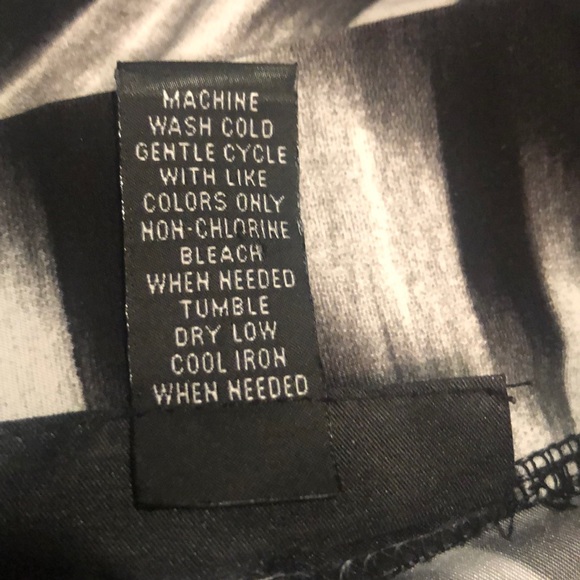 MACHINE
WASH COLD
GENTLE CYCLE
WITH LIKE
COLORS ONLY
NON-CHLORINE
BLEACH
WHEN NEEDED
TUMBLE
DRY LOW
COOL IRON
WHEN NEEDED